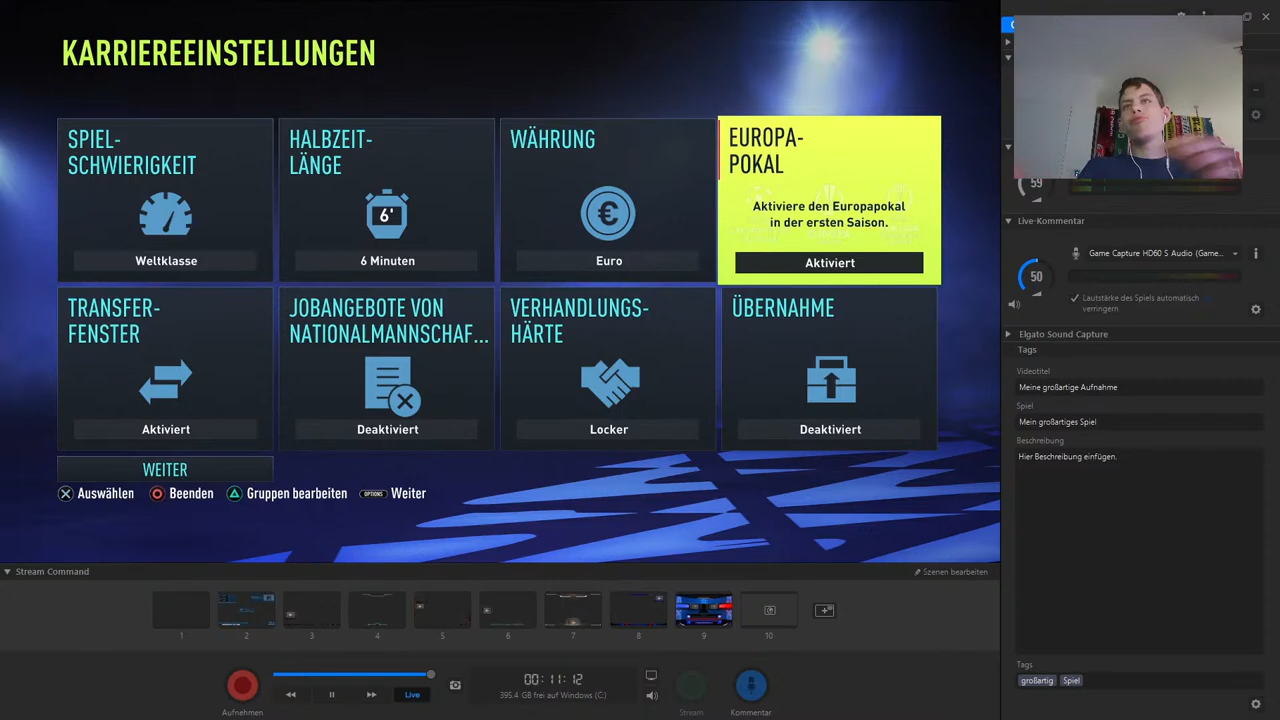 KARRIEREEINSTELLUNGEN
SPIEL-
SCHWIERIGKEIT
Weltklasse
HALBZEIT-
LÄNGE
6'
6 Minuten
WÄHRUNG
€
Euro
EUROPA-
POKAL
Aktiviere den Europapokal
in der ersten Saison.
Aktiviert
TRANSFER-
FENSTER
Aktiviert
JOBANGEBOTE VON
NATIONALMANNSCHAF...
Deaktiviert
VERHANDLUNGS-
HÄRTE
Locker
ÜBERNAHME
Deaktiviert
WEITER
Auswählen
Beenden
Gruppen bearbeiten
OPTIONS Weiter
59
Live-Kommentar
Game Capture HD60 S Audio (Game...
50
Lautstärke des Spiels automatisch
verringern
Elgato Sound Capture
Tags
Videotitel
Meine großartige Aufnahme
Spiel
Mein großartiges Spiel
Beschreibung
Hier Beschreibung einfügen.
Tags
großartig Spiel
Stream Command
Szenen bearbeiten
1 2 3 4 5 6 7 8 9 10
Aufnehmen
Live
00:11:12
395.4 GB frei auf Windows (C:)
Stream
Kommentar